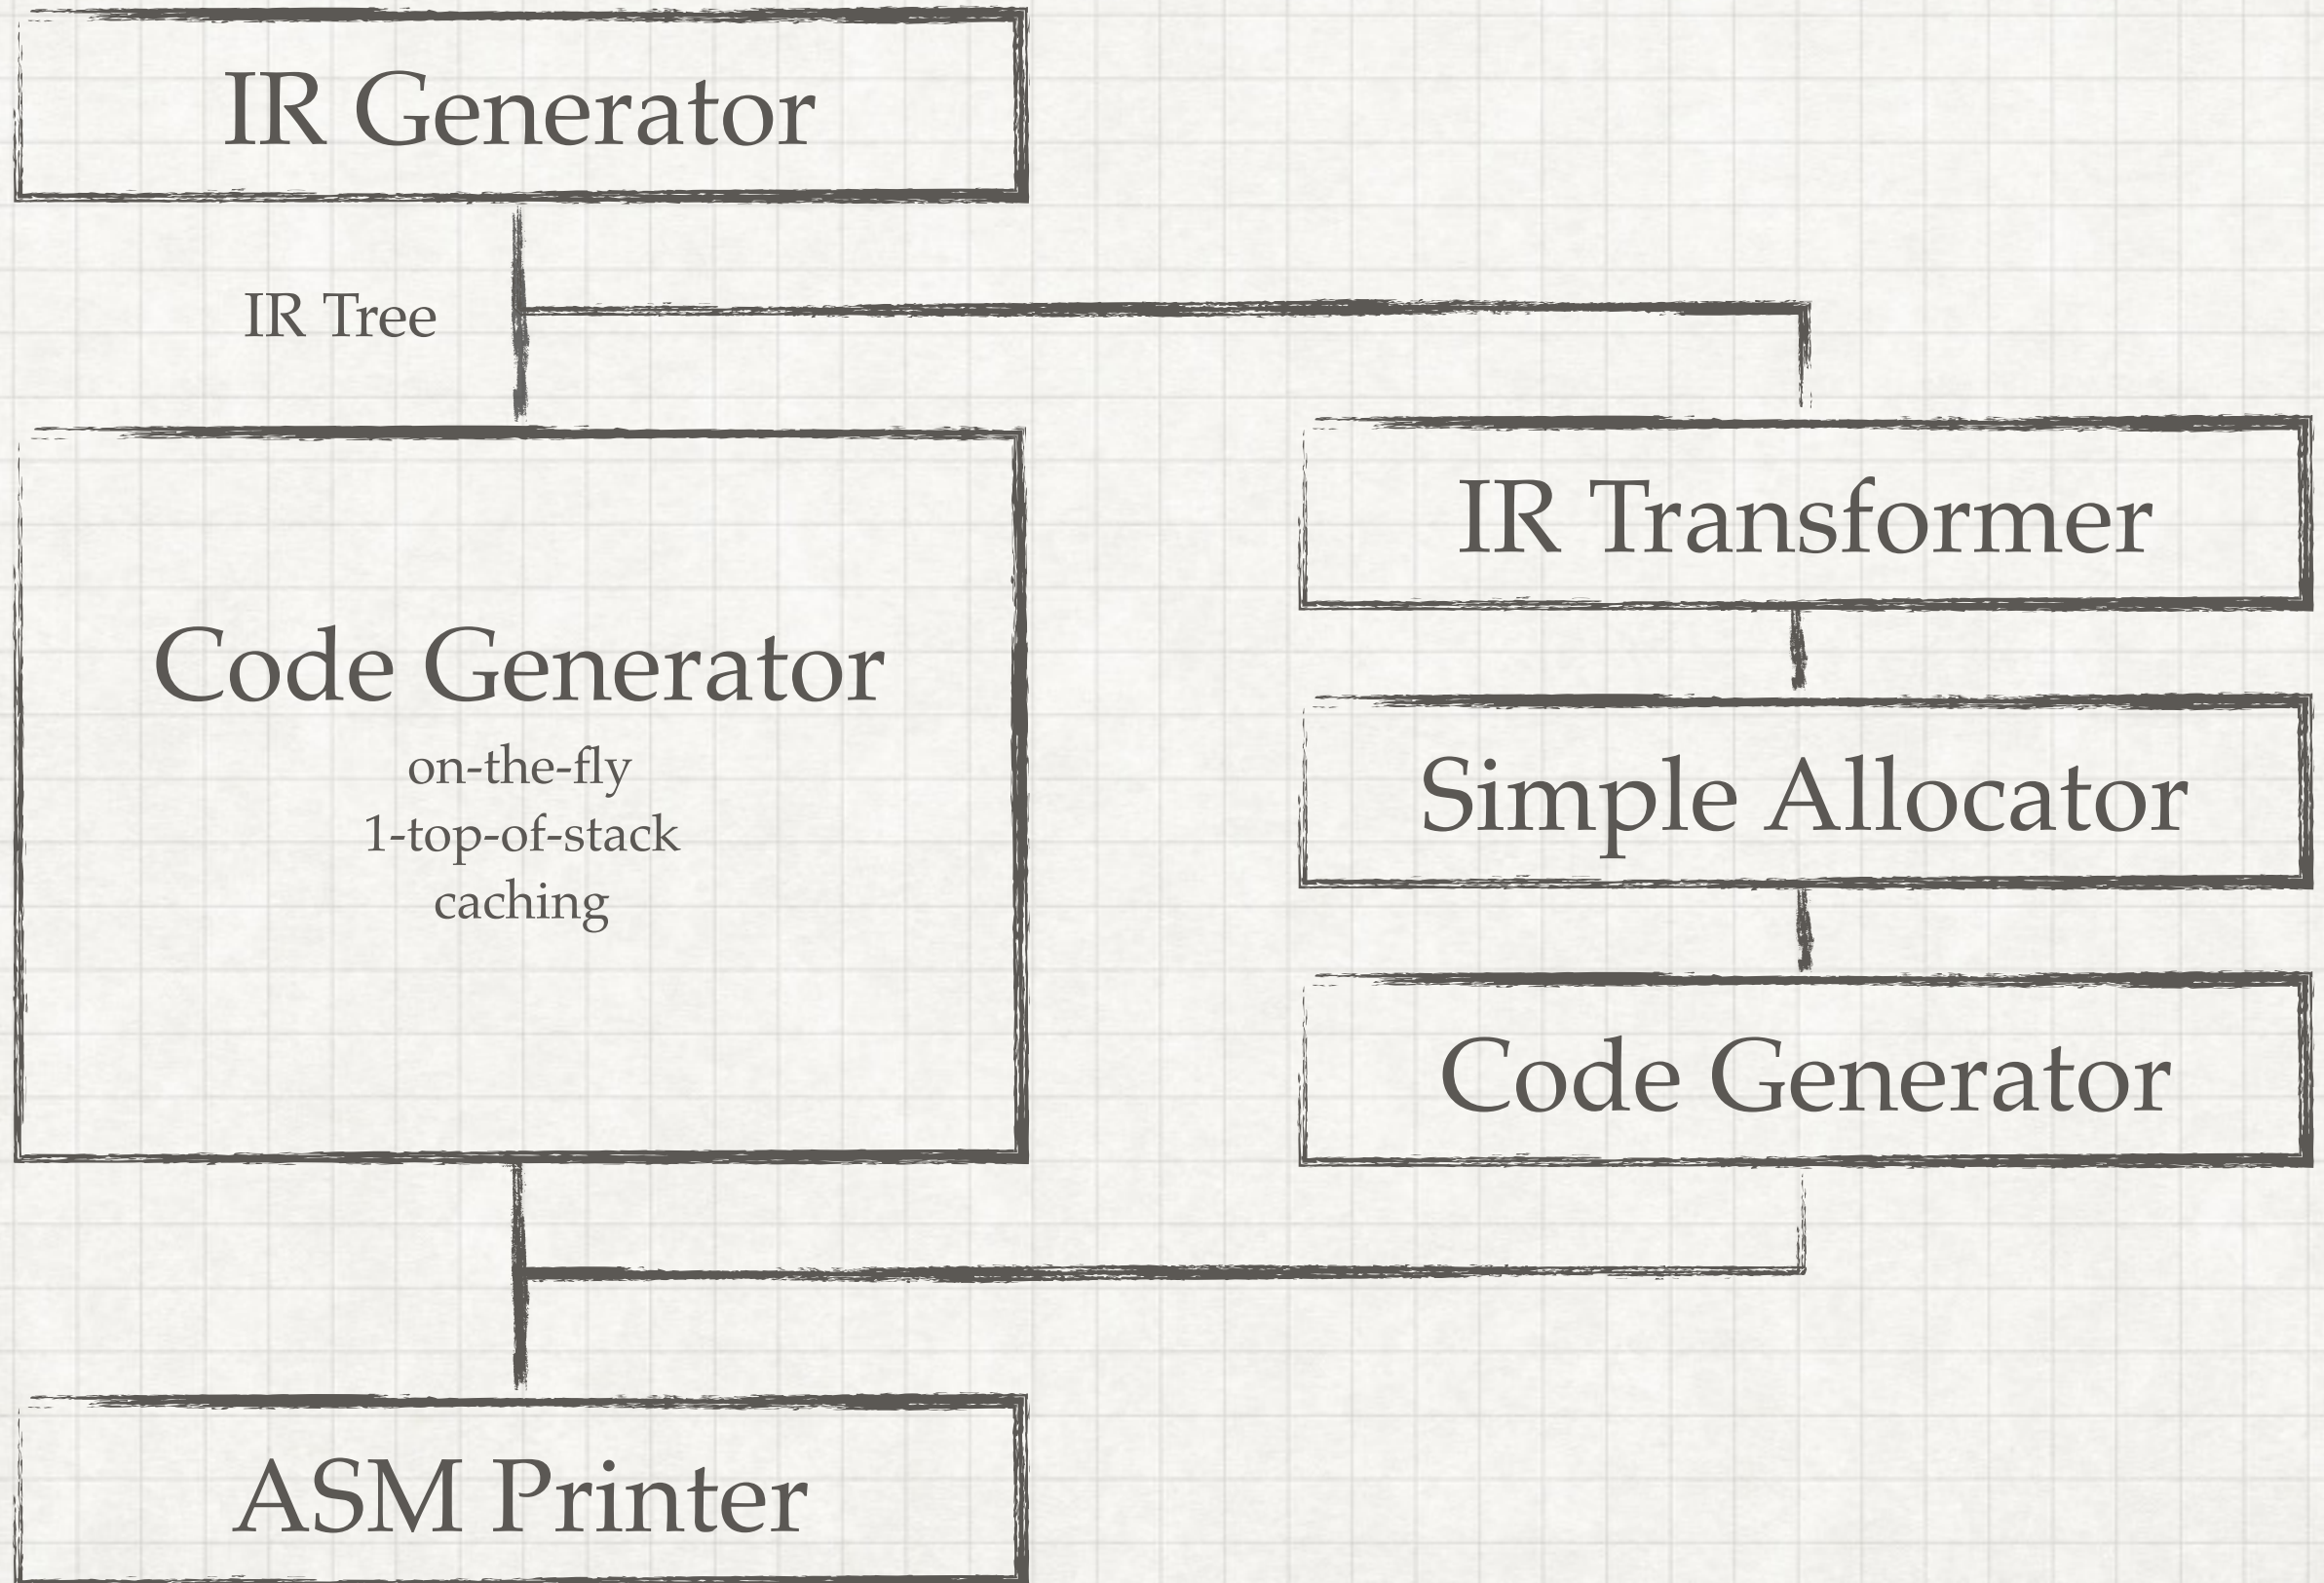 IR Generator
IR Tree
Code Generator
on-the-fly
1-top-of-stack
caching
IR Transformer
Simple Allocator
Code Generator
ASM Printer